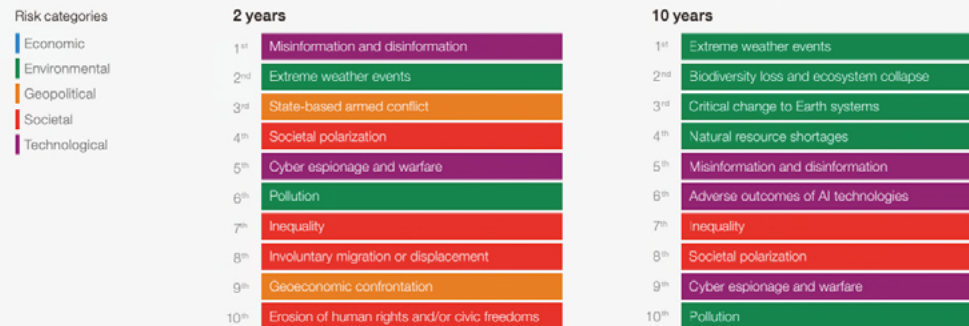 Risk categories
Economic
Environmental
Geopolitical
Societal
Technological
2 years
1st Misinformation and disinformation
2nd Extreme weather events
3rd State-based armed conflict
4th Societal polarization
5th Cyber espionage and warfare
6th Pollution
7th Inequality
8th Involuntary migration or displacement
9th Geoeconomic confrontation
10th Erosion of human rights and/or civic freedoms
10 years
1st Extreme weather events
2nd Biodiversity loss and ecosystem collapse
3rd Critical change to Earth systems
4th Natural resource shortages
5th Misinformation and disinformation
6th Adverse outcomes of AI technologies
7th Inequality
8th Societal polarization
9th Cyber espionage and warfare
10th Pollution